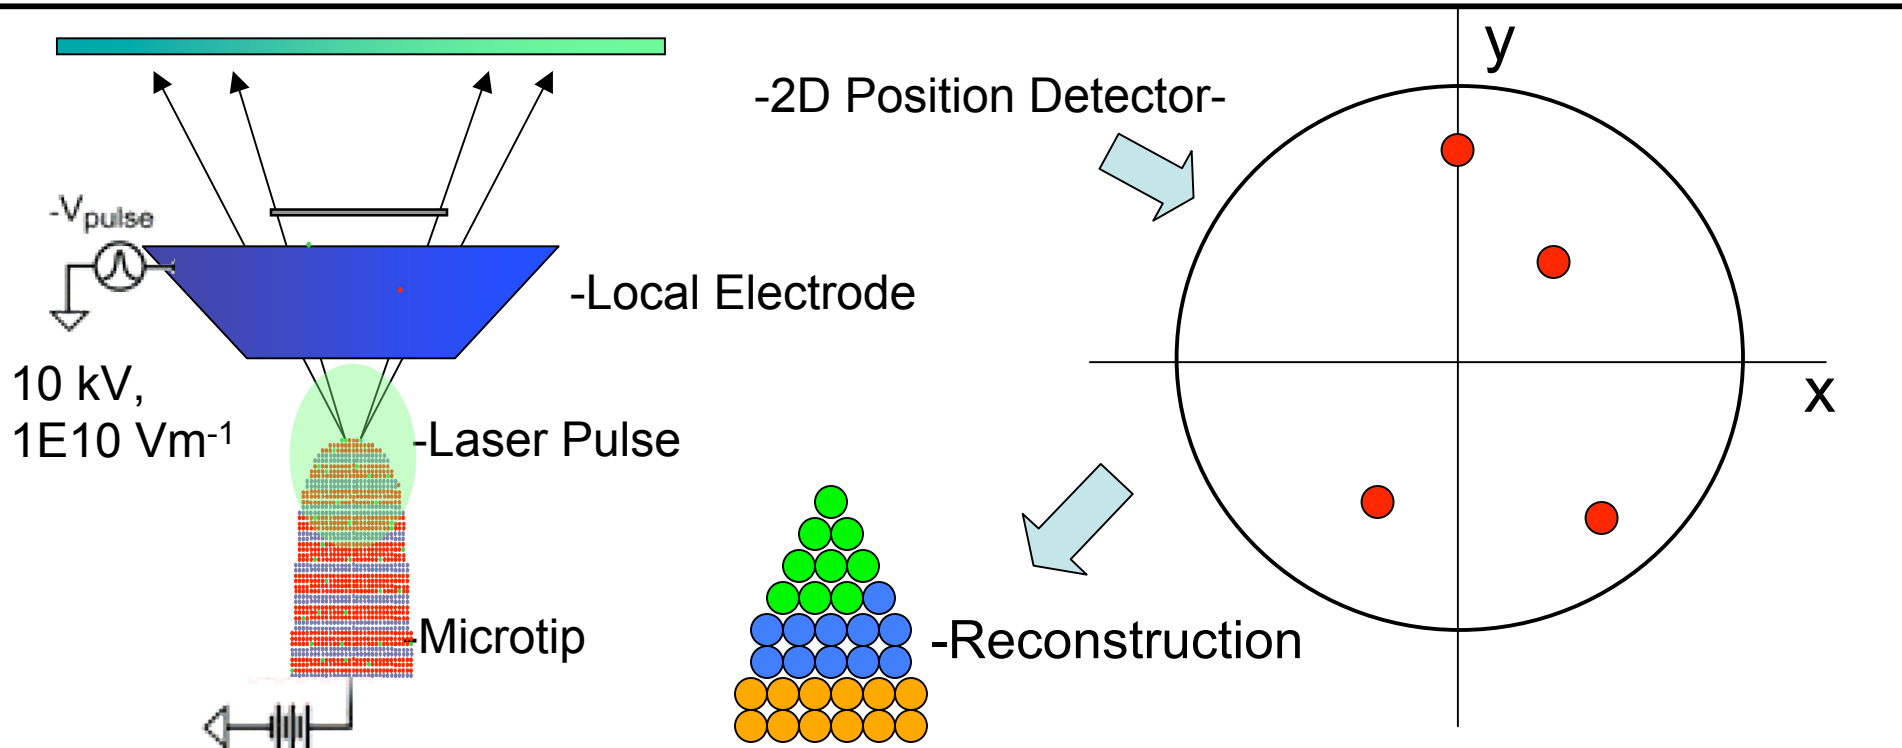 y
-2D Position Detector-
-Vpulse
-Local Electrode
10 kV,
1E10 Vm-1
x
-Laser Pulse
-Microtip
-Reconstruction